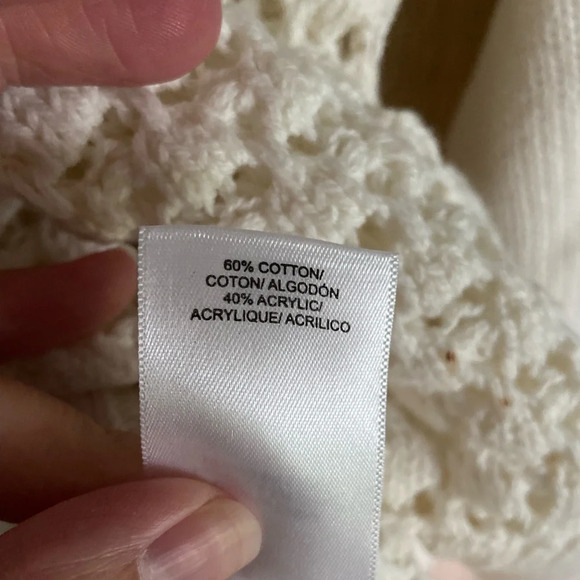 60% COTTON/
COTON/ ALGODÓN
40% ACRYLIC/
ACRYLIQUE/ ACRILICO